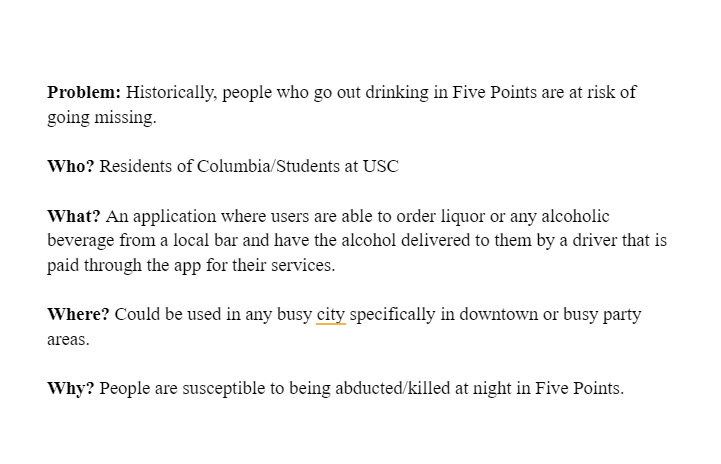 Problem: Historically, people who go out drinking in Five Points are at risk of
going missing.
Who? Residents of Columbia/Students at USC
What? An application where users are able to order liquor or any alcoholic
beverage from a local bar and have the alcohol delivered to them by a driver that is
paid through the app for their services.
Where? Could be used in any busy city specifically in downtown or busy party
areas.
Why? People are susceptible to being abducted/killed at night in Five Points.